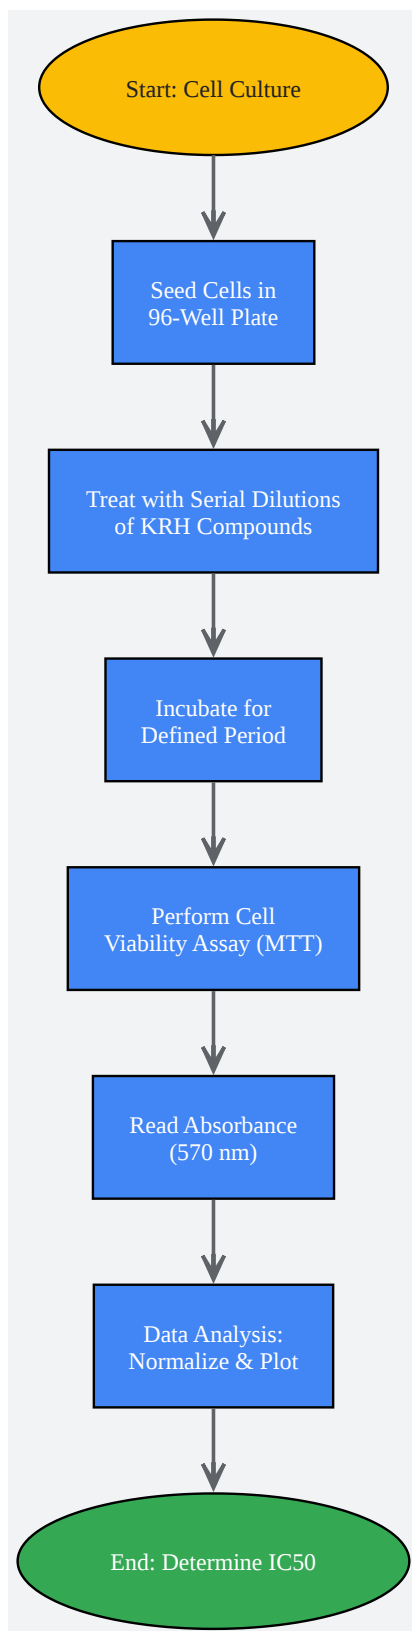 Start: Cell Culture
Seed Cells in
96-Well Plate
Treat with Serial Dilutions
of KRH Compounds
Incubate for
Defined Period
Perform Cell
Viability Assay (MTT)
Read Absorbance
(570 nm)
Data Analysis:
Normalize & Plot
End: Determine IC50